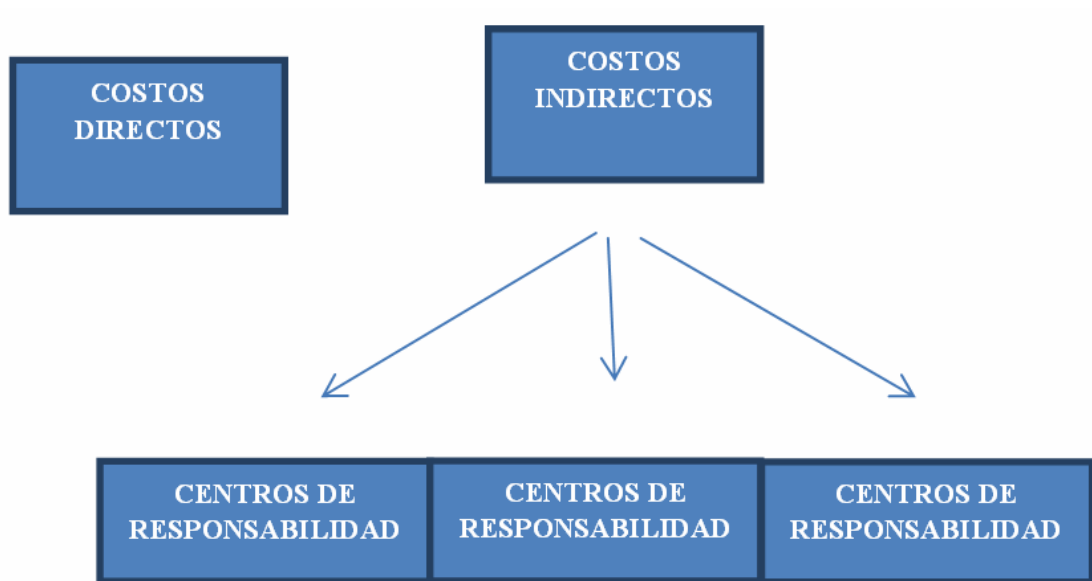 COSTOS
DIRECTOS
COSTOS
INDIRECTOS
CENTROS DE
RESPONSABILIDAD
CENTROS DE
RESPONSABILIDAD
CENTROS DE
RESPONSABILIDAD